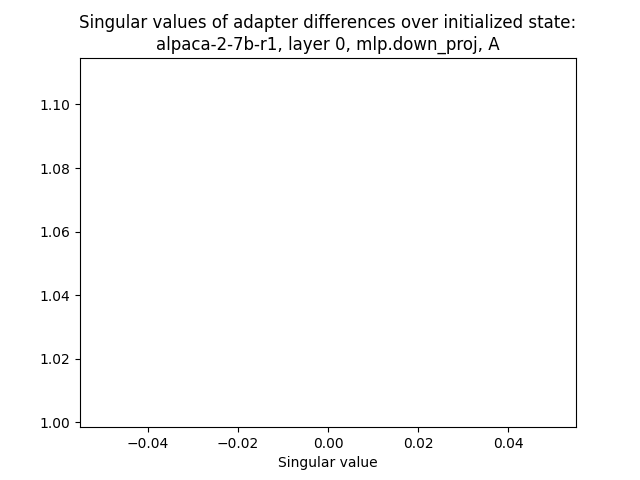 Singular values of adapter differences over initialized state:
alpaca-2-7b-r1, layer 0, mlp.down_proj, A
1.10
1.08
1.06
1.04
1.02
1.00
−0.04 −0.02 0.00 0.02 0.04
Singular value